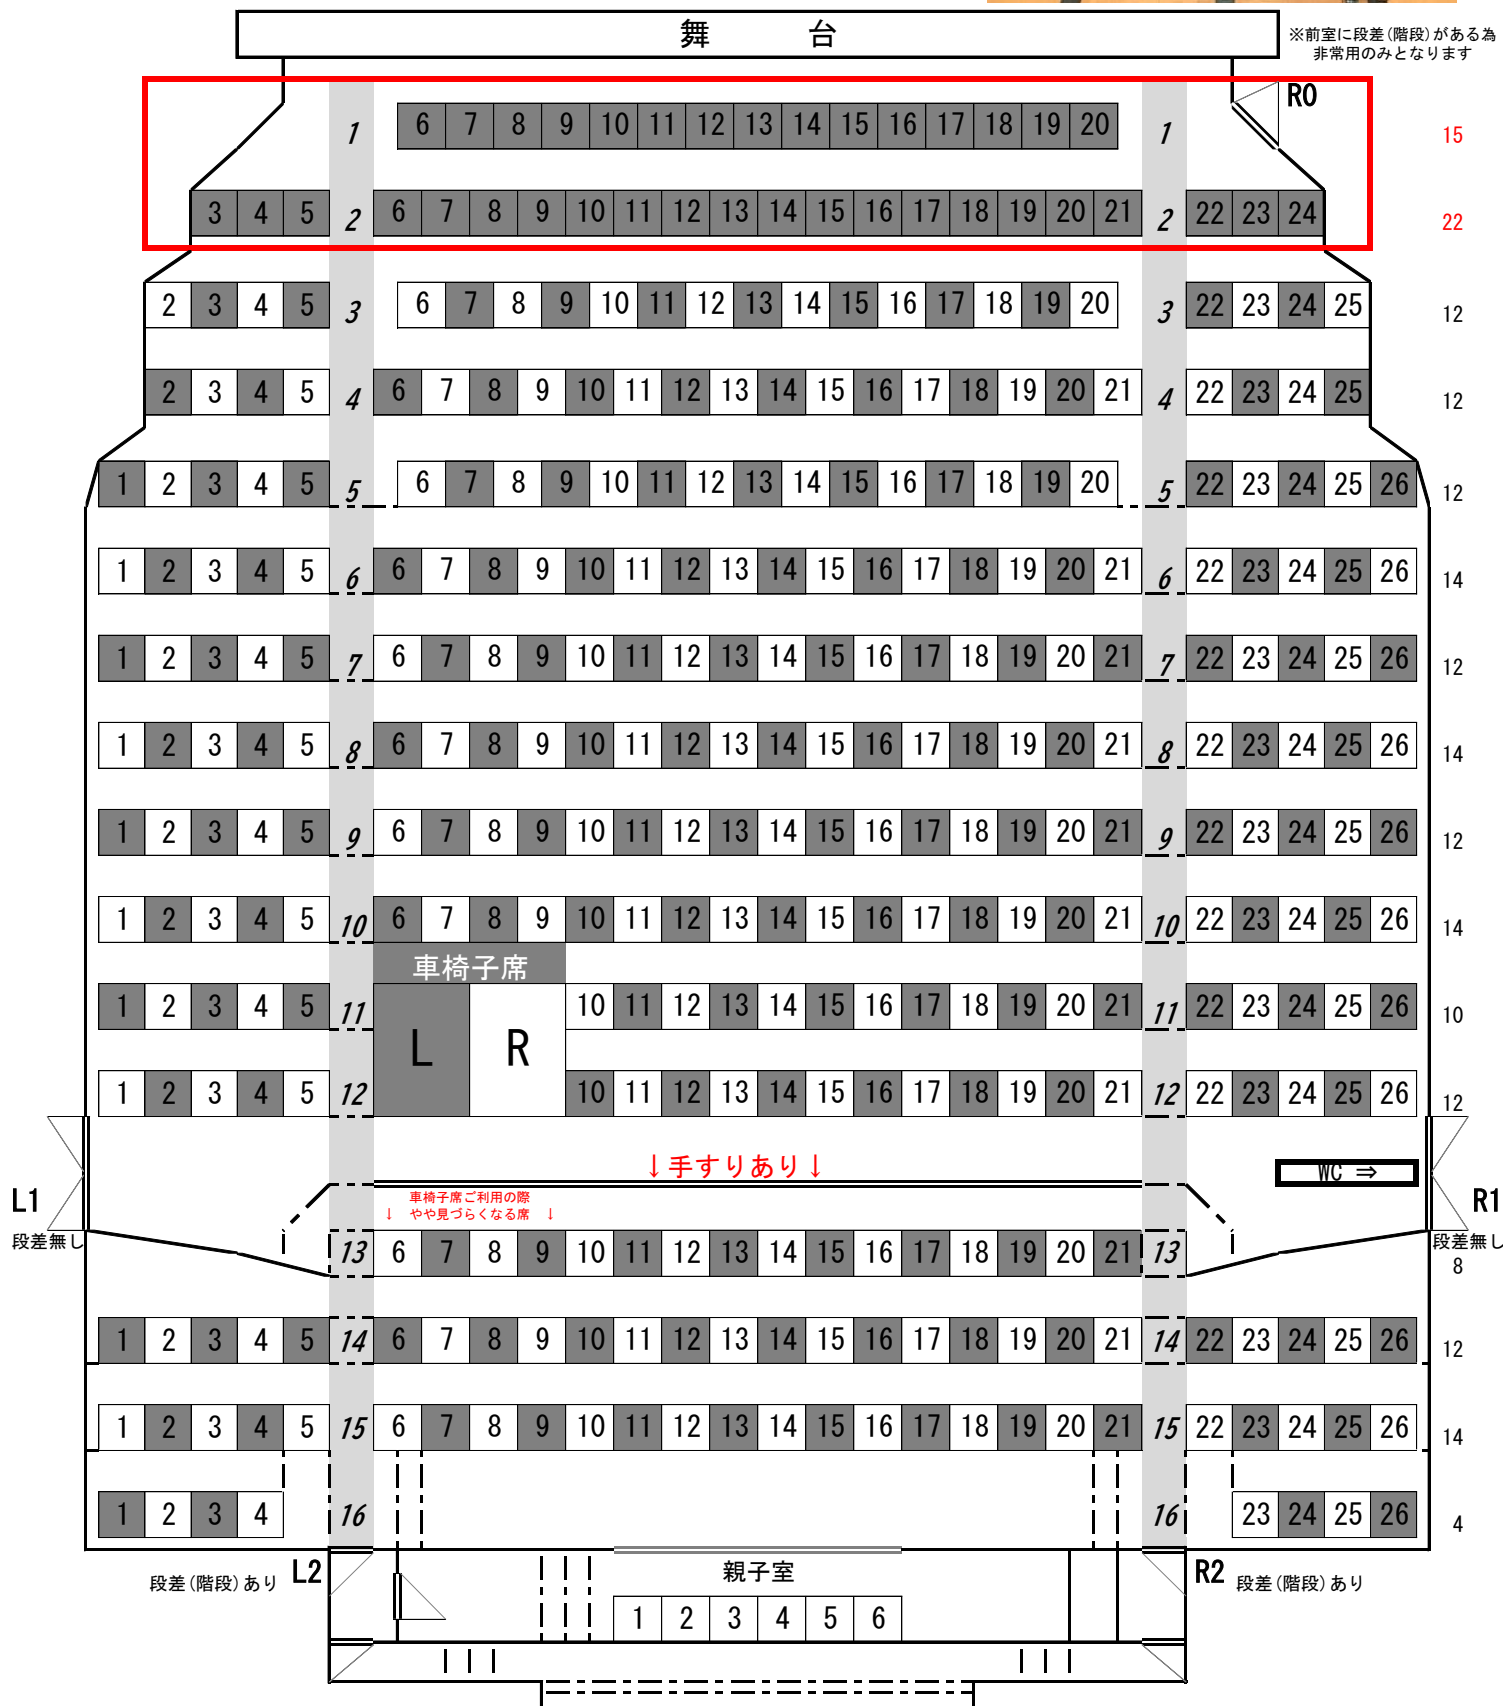 舞 台
※前室に段差(階段)がある為
非常用のみとなります
R0
1 6 7 8 9 10 11 12 13 14 15 16 17 18 19 20 1 15
3 4 5 2 6 7 8 9 10 11 12 13 14 15 16 17 18 19 20 21 2 22 23 24 22
2 3 4 5 3 6 7 8 9 10 11 12 13 14 15 16 17 18 19 20 3 22 23 24 25 12
2 3 4 5 4 6 7 8 9 10 11 12 13 14 15 16 17 18 19 20 21 4 22 23 24 25 12
1 2 3 4 5 5 6 7 8 9 10 11 12 13 14 15 16 17 18 19 20 5 22 23 24 25 26 12
1 2 3 4 5 6 6 7 8 9 10 11 12 13 14 15 16 17 18 19 20 21 6 22 23 24 25 26 14
1 2 3 4 5 7 6 7 8 9 10 11 12 13 14 15 16 17 18 19 20 21 7 22 23 24 25 26 12
1 2 3 4 5 8 6 7 8 9 10 11 12 13 14 15 16 17 18 19 20 21 8 22 23 24 25 26 14
1 2 3 4 5 9 6 7 8 9 10 11 12 13 14 15 16 17 18 19 20 21 9 22 23 24 25 26 12
1 2 3 4 5 10 6 7 8 9 10 11 12 13 14 15 16 17 18 19 20 21 10 22 23 24 25 26 14
車椅子席
1 2 3 4 5 11 10 11 12 13 14 15 16 17 18 19 20 21 11 22 23 24 25 26 10
L R
1 2 3 4 5 12 10 11 12 13 14 15 16 17 18 19 20 21 12 22 23 24 25 26 12
↓手すりあり↓
WC ⇒
車椅子席ご利用の際
↓ やや見づらくなる席 ↓
L1
段差無し
R1
段差無し
13 6 7 8 9 10 11 12 13 14 15 16 17 18 19 20 21 13 8
1 2 3 4 5 14 6 7 8 9 10 11 12 13 14 15 16 17 18 19 20 21 14 22 23 24 25 26 12
1 2 3 4 5 15 6 7 8 9 10 11 12 13 14 15 16 17 18 19 20 21 15 22 23 24 25 26 14
1 2 3 4 16 16 23 24 25 26 4
段差(階段)あり L2
親子室
R2 段差(階段)あり
1 2 3 4 5 6